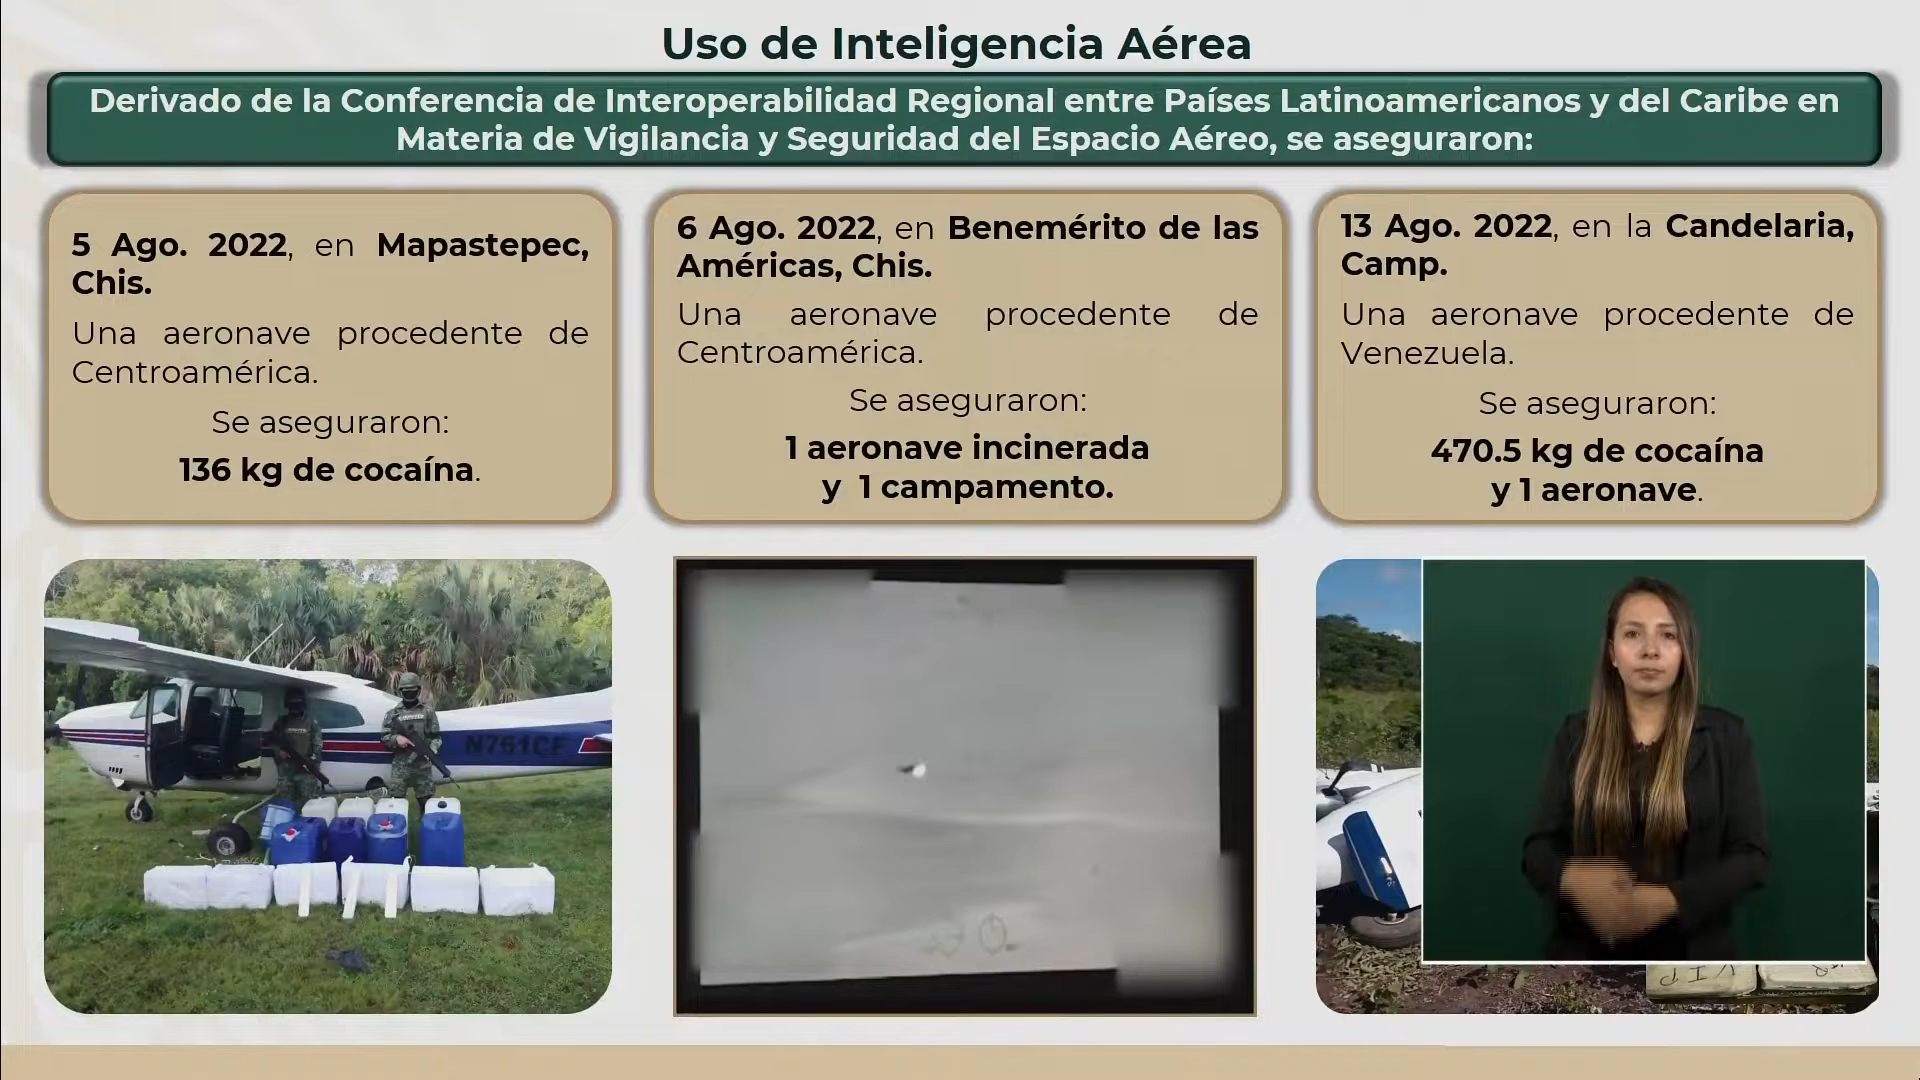 Uso de Inteligencia Aérea
Derivado de la Conferencia de Interoperabilidad Regional entre Países Latinoamericanos y del Caribe en
Materia de Vigilancia y Seguridad del Espacio Aéreo, se aseguraron:
5 Ago. 2022, en Mapastepec,
Chis.
Una aeronave procedente de
Centroamérica.
Se aseguraron:
136 kg de cocaína.
6 Ago. 2022, en Benemérito de las
Américas, Chis.
Una aeronave procedente de
Centroamérica.
Se aseguraron:
1 aeronave incinerada
y 1 campamento.
13 Ago. 2022, en la Candelaria,
Camp.
Una aeronave procedente de
Venezuela.
Se aseguraron:
470.5 kg de cocaína
y 1 aeronave.
N761CF
VIP